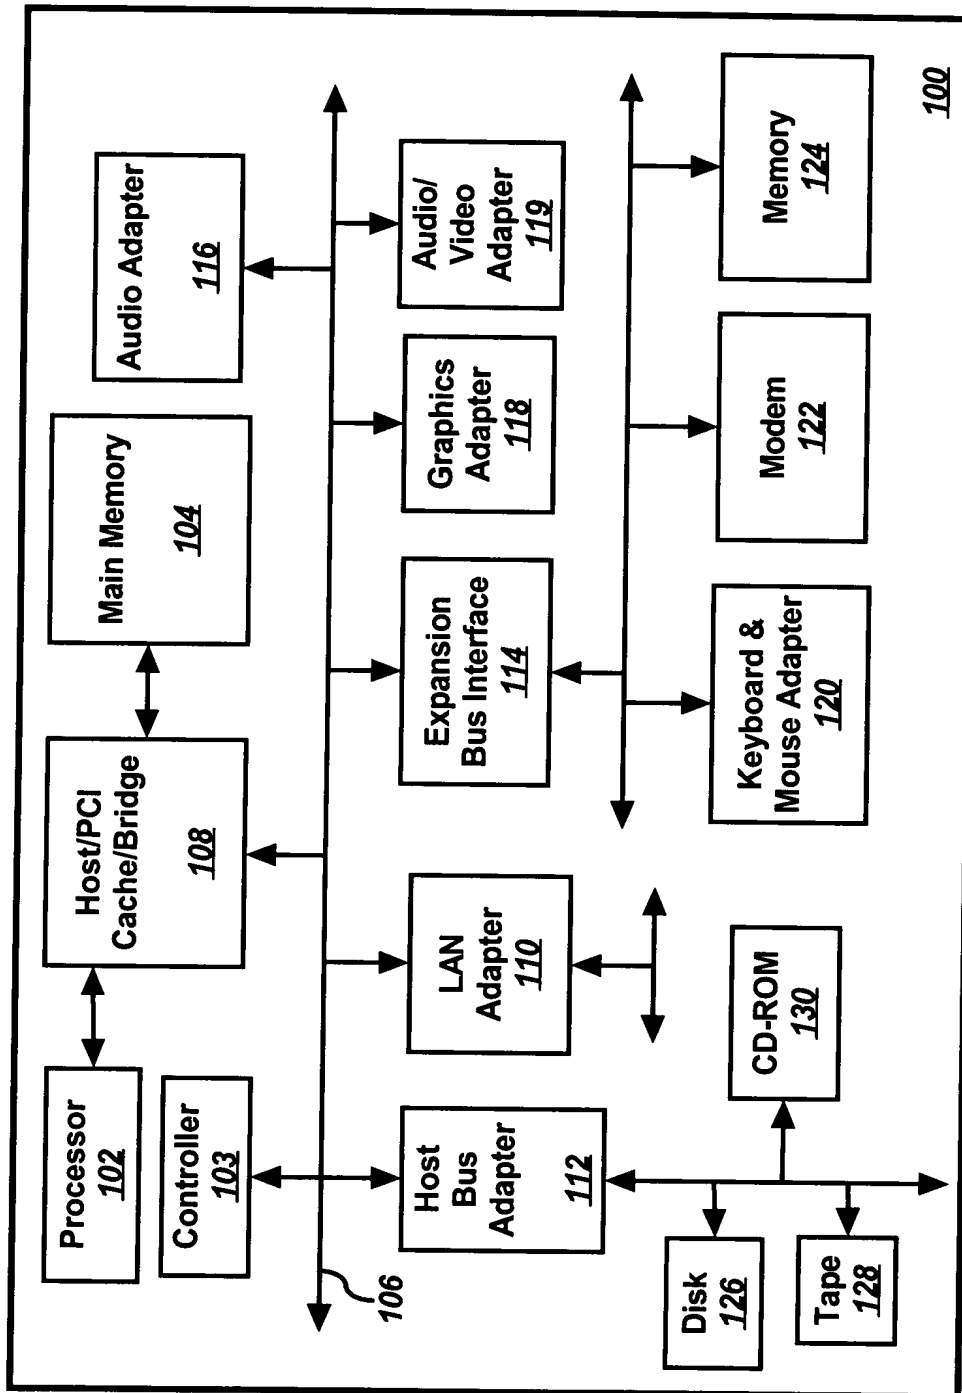 Processor
102
Controller
103
Host/PCI
Cache/Bridge
108
Main Memory
104
Audio Adapter
116
106
Host
Bus
Adapter
112
LAN
Adapter
110
Expansion
Bus Interface
114
Graphics
Adapter
118
Audio/
Video
Adapter
119
Disk
126
Tape
128
CD-ROM
130
Keyboard &
Mouse Adapter
120
Modem
122
Memory
124
100